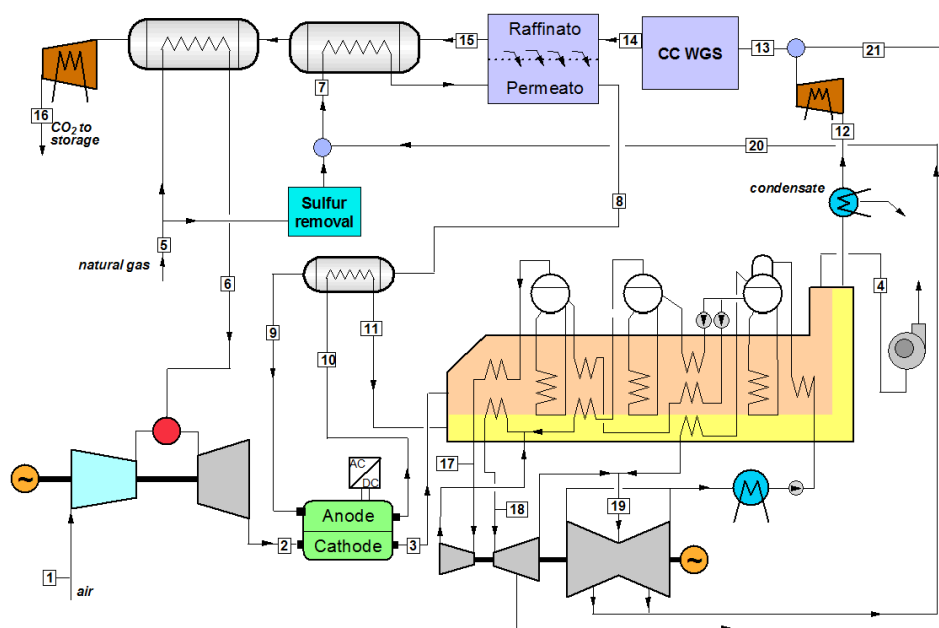 Raffinato
Permeato
CC WGS
15
14
13
21
7
16
CO2 to
storage
12
20
condensate
Sulfur
removal
8
5
natural gas
6
4
9
10
11
17
AC
DC
18
19
Anode
Cathode
2
3
1
air